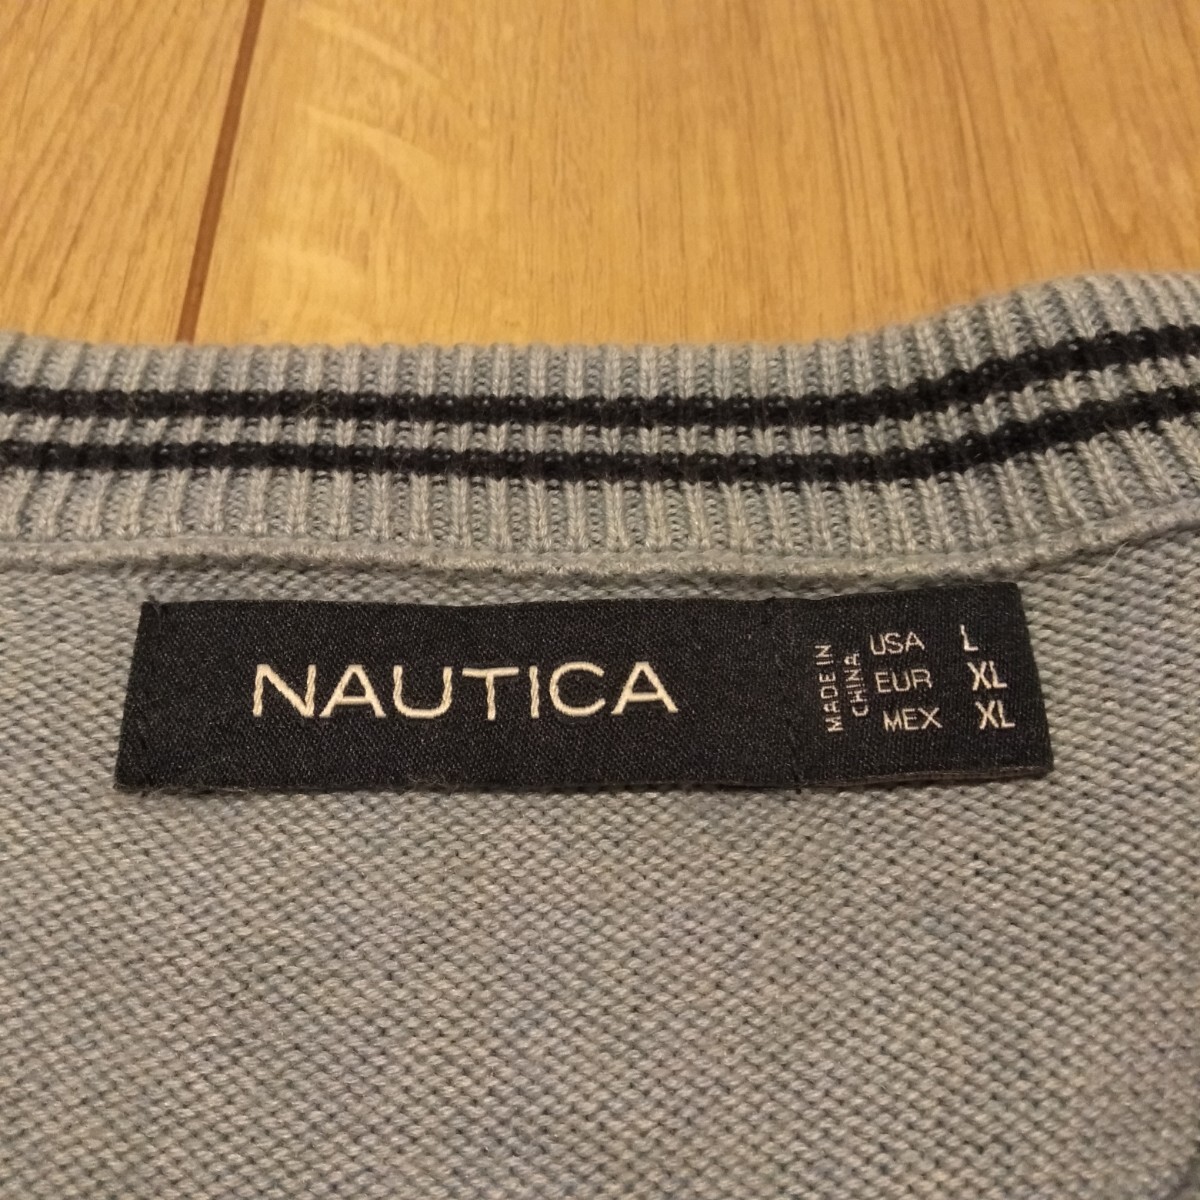 NAUTICA
MADE IN
CHINA
USA L
EUR XL
MEX XL